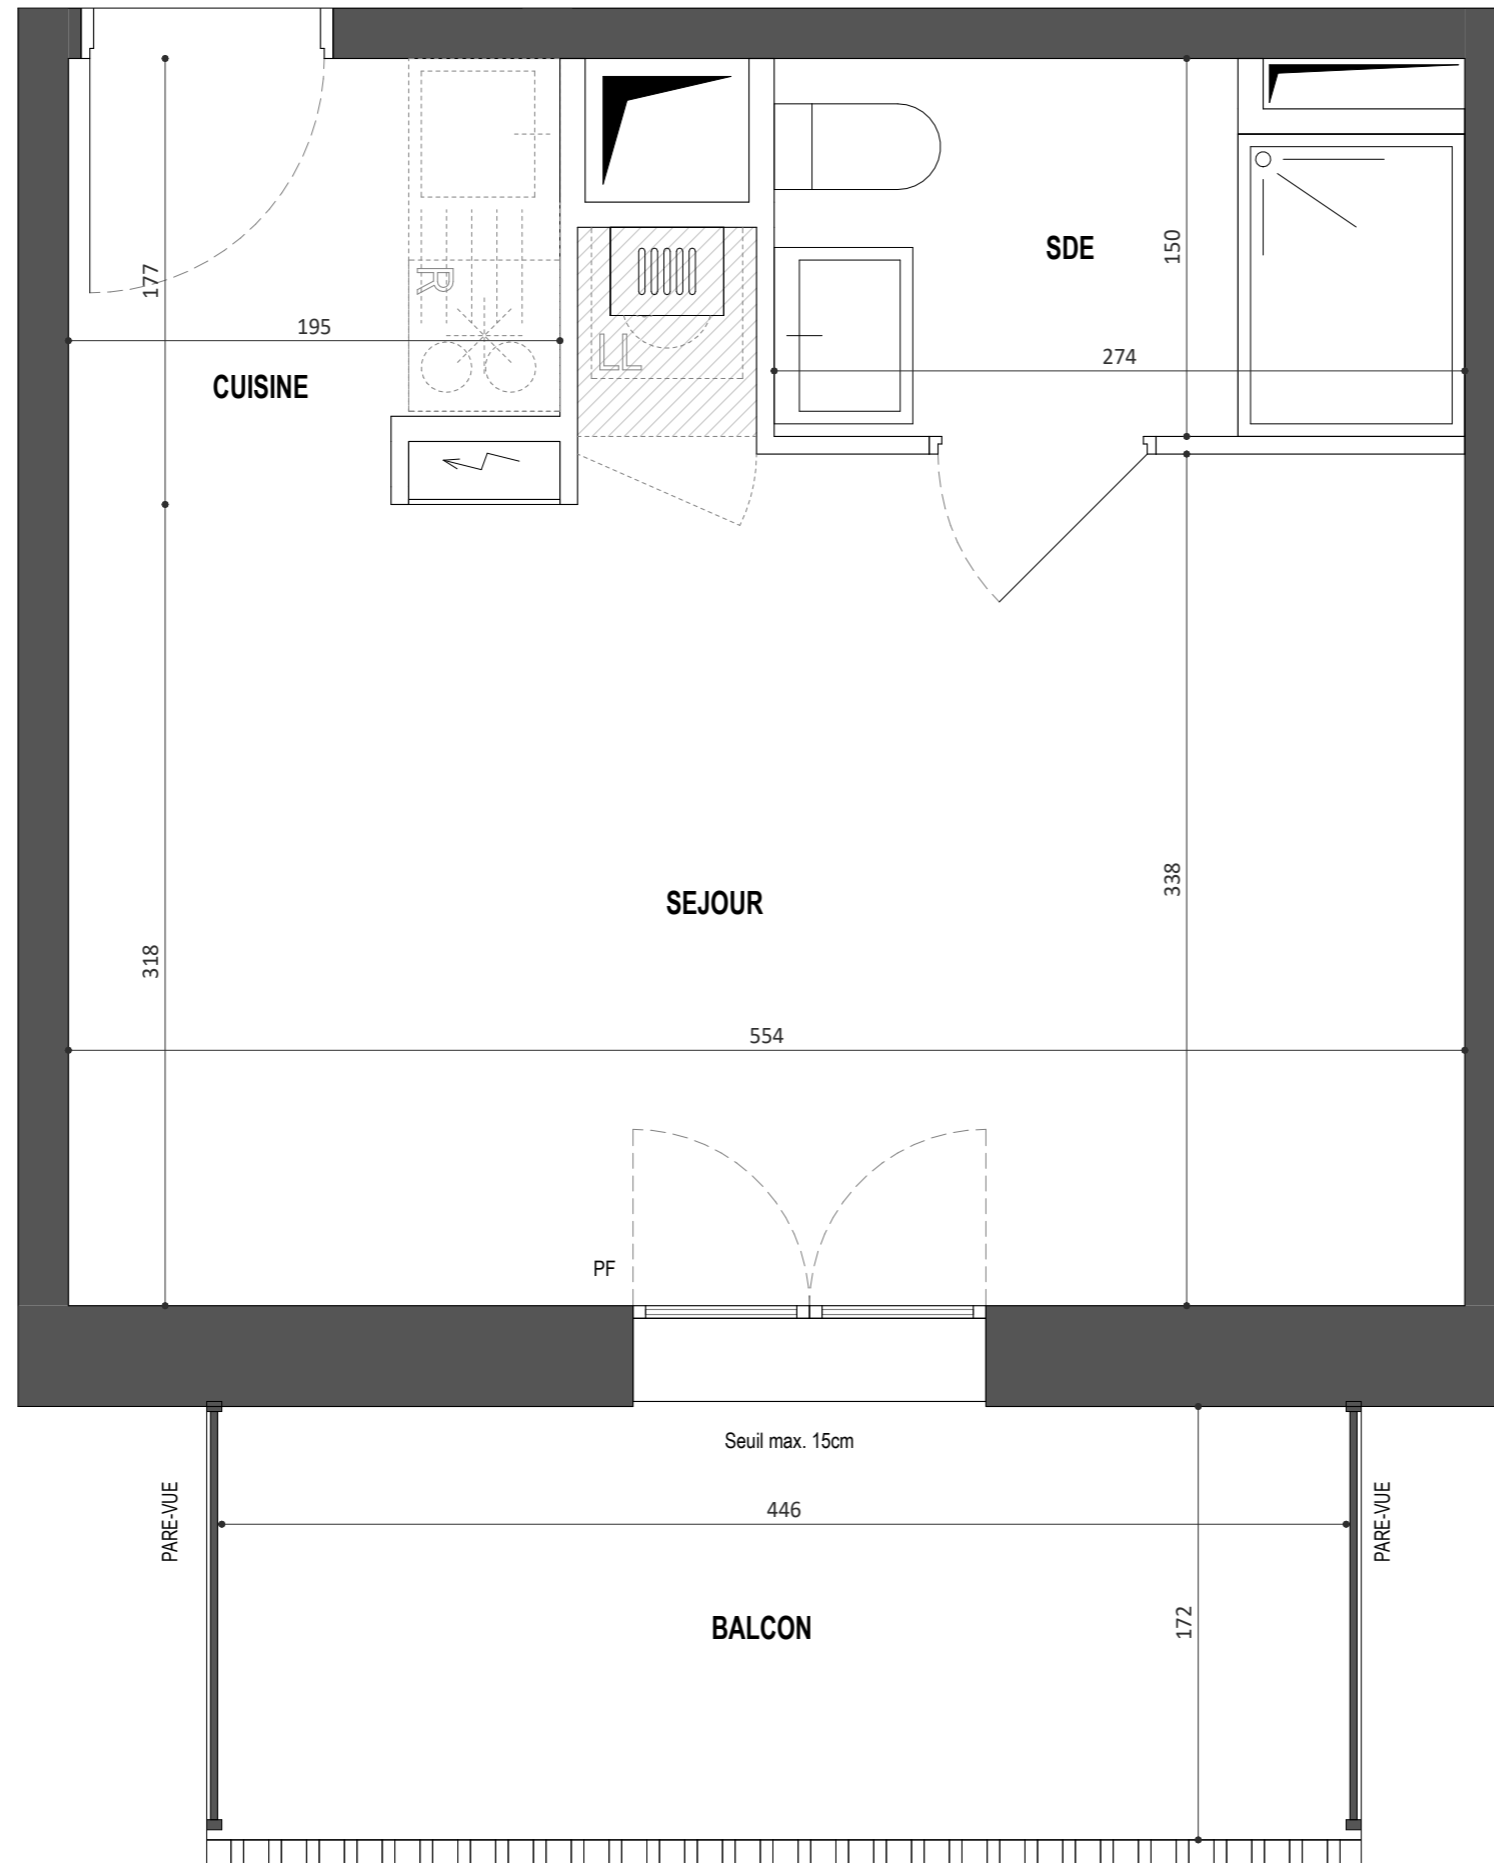 SDE
150
177
R
195
LL
274
CUISINE
338
SEJOUR
318
554
PF
Seuil max. 15cm
PARE-VUE
446
PARE-VUE
BALCON
172